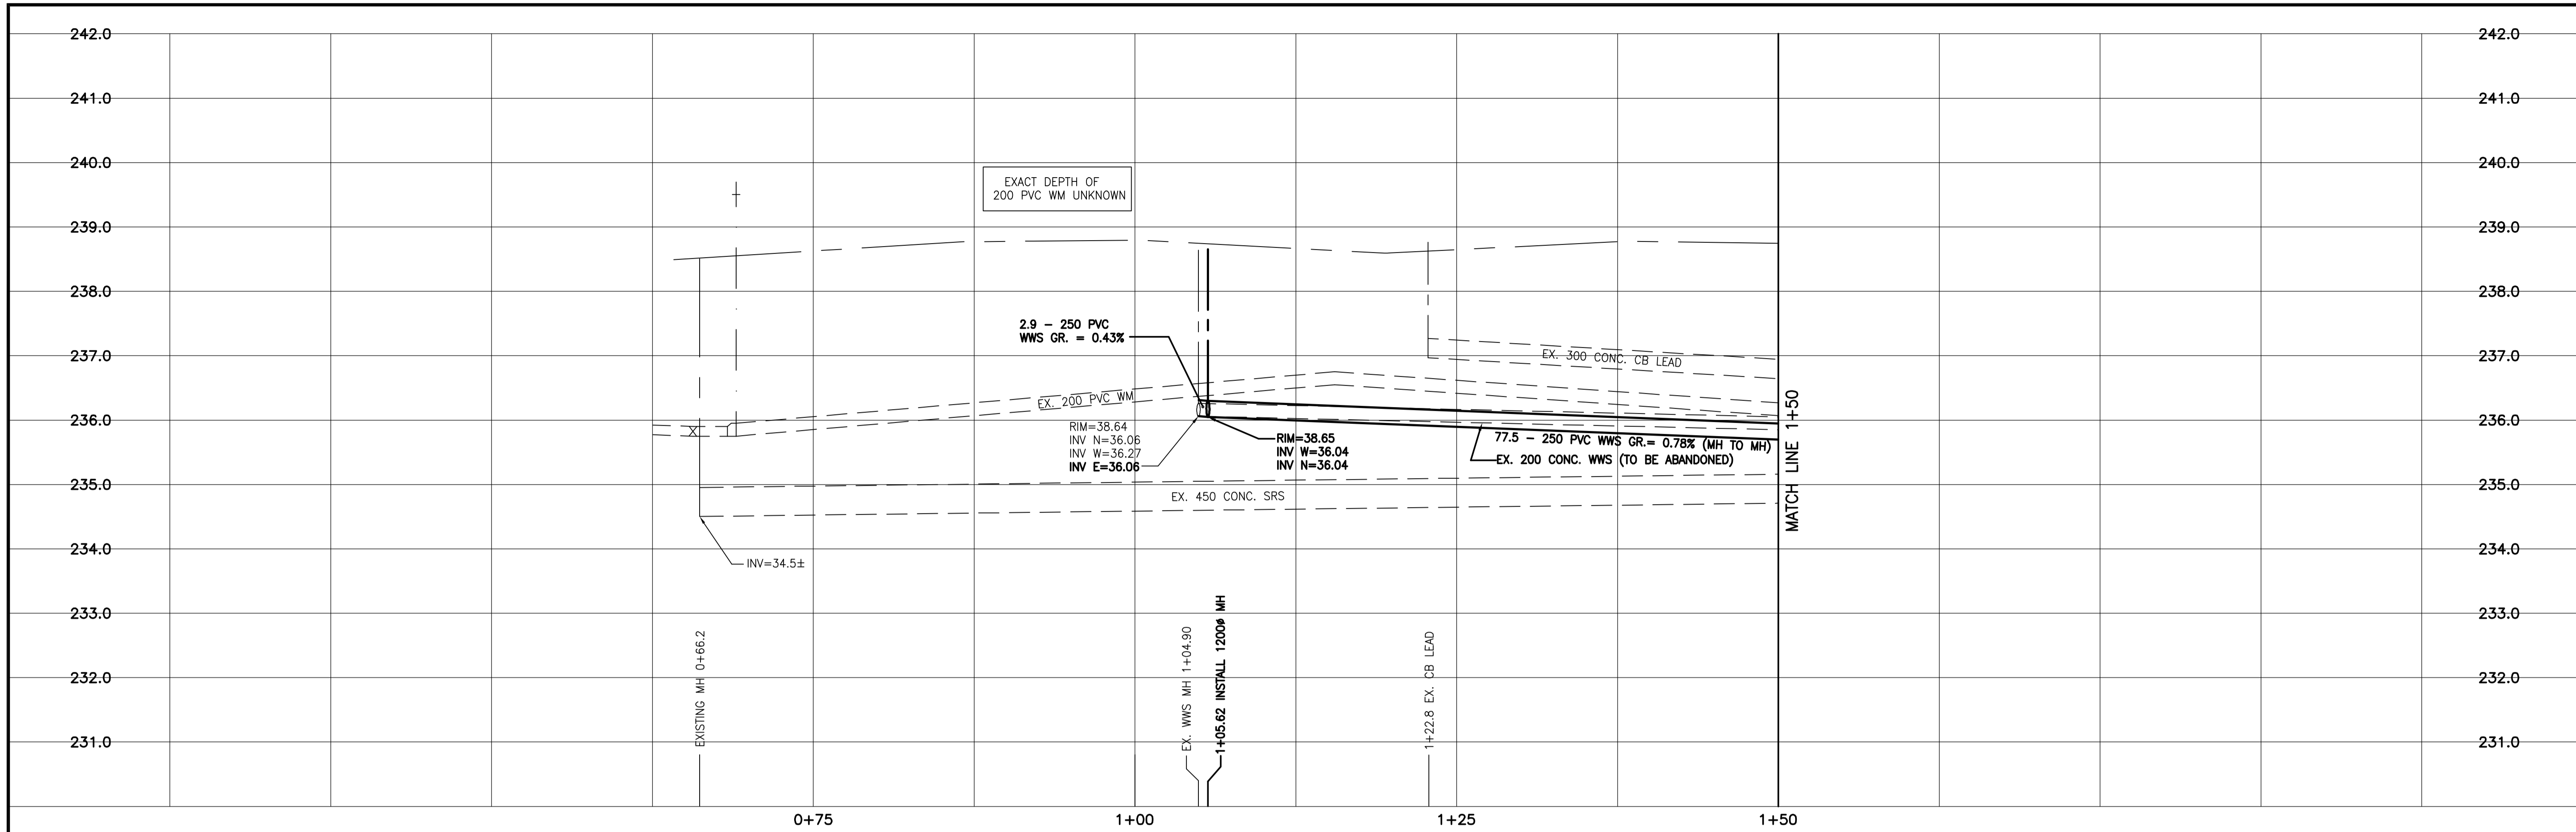 242.0
242.0
241.0
241.0
240.0
240.0
EXACT DEPTH OF
200 PVC WM UNKNOWN
239.0
239.0
238.0
238.0
2.9 - 250 PVC
WWS GR. = 0.43%
237.0
237.0
EX. 300 CONC. CB LEAD
EX. 200 PVC WM
236.0
236.0
RIM=38.64
INV N=36.06
INV W=36.27
INV E=36.06
RIM=38.65
INV W=36.04
INV N=36.04
77.5 - 250 PVC WWS GR.= 0.78% (MH TO MH)
EX. 200 CONC. WWS (TO BE ABANDONED)
MATCH LINE 1+50
235.0
235.0
EX. 450 CONC. SRS
234.0
234.0
INV=34.5±
233.0
233.0
EXISTING MH 0+66.2
EX. WWS MH 1+04.90
1+05.62 INSTALL 1200ø MH
1+22.8 EX. CB LEAD
232.0
232.0
231.0
231.0
0+75
1+00
1+25
1+50